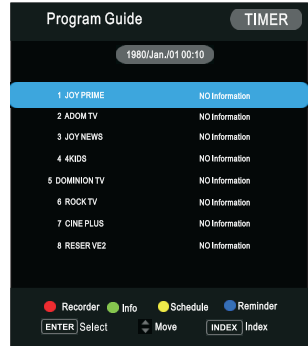 Program Guide TIMER
1980/Jan./01 00:10
1 JOY PRIME NO Information
2 ADOM TV NO Information
3 JOY NEWS NO Information
4 4KIDS NO Information
5 DOMINION TV NO Information
6 ROCK TV NO Information
7 CINE PLUS NO Information
8 RESER VE2 NO Information
Recorder Info Schedule Reminder
ENTER Select Move INDEX Index